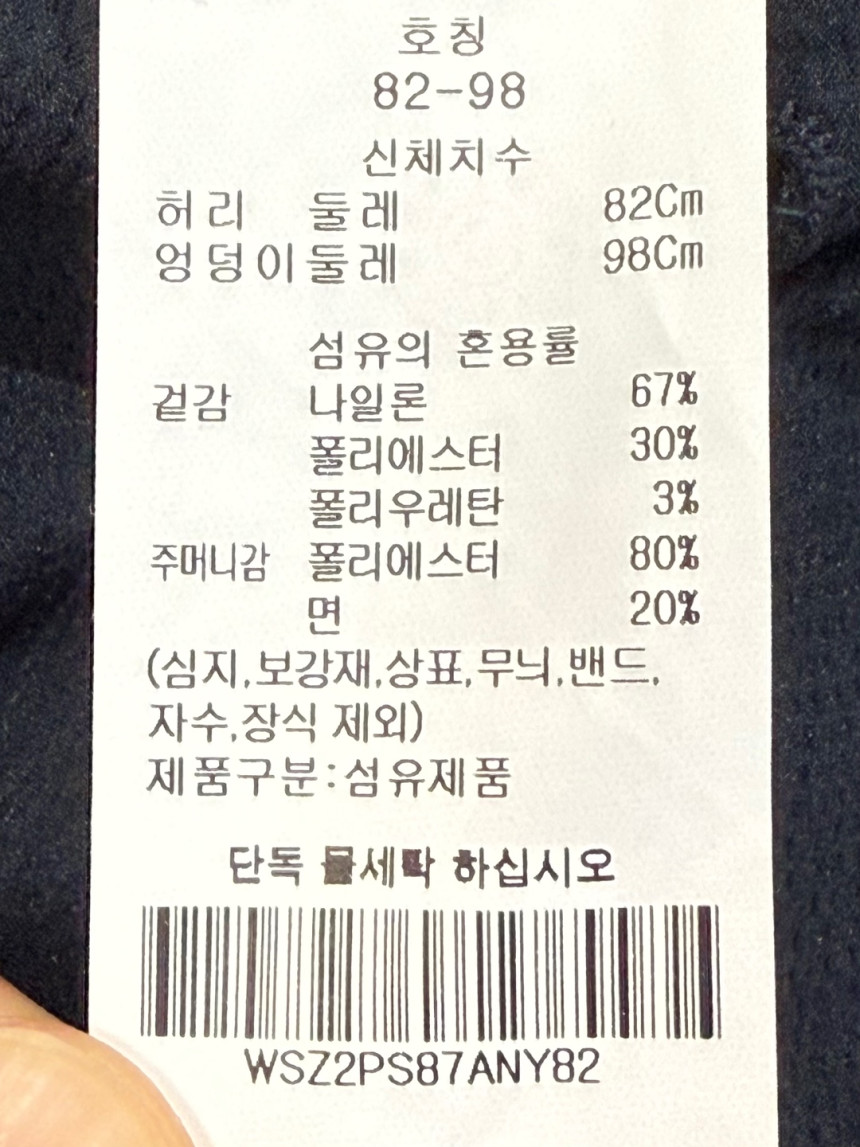 호칭
82-98
신체치수
허리 둘레 82Cm
엉덩이둘레 98Cm
섬유의 혼용률
겉감 나일론 67%
폴리에스터 30%
폴리우레탄 3%
주머니감 폴리에스터 80%
면 20%
(심지,보강재,상표,무늬,밴드,
자수,장식 제외)
제품구분:섬유제품
단독 물세탁 하십시오
WSZ2PS87ANY82